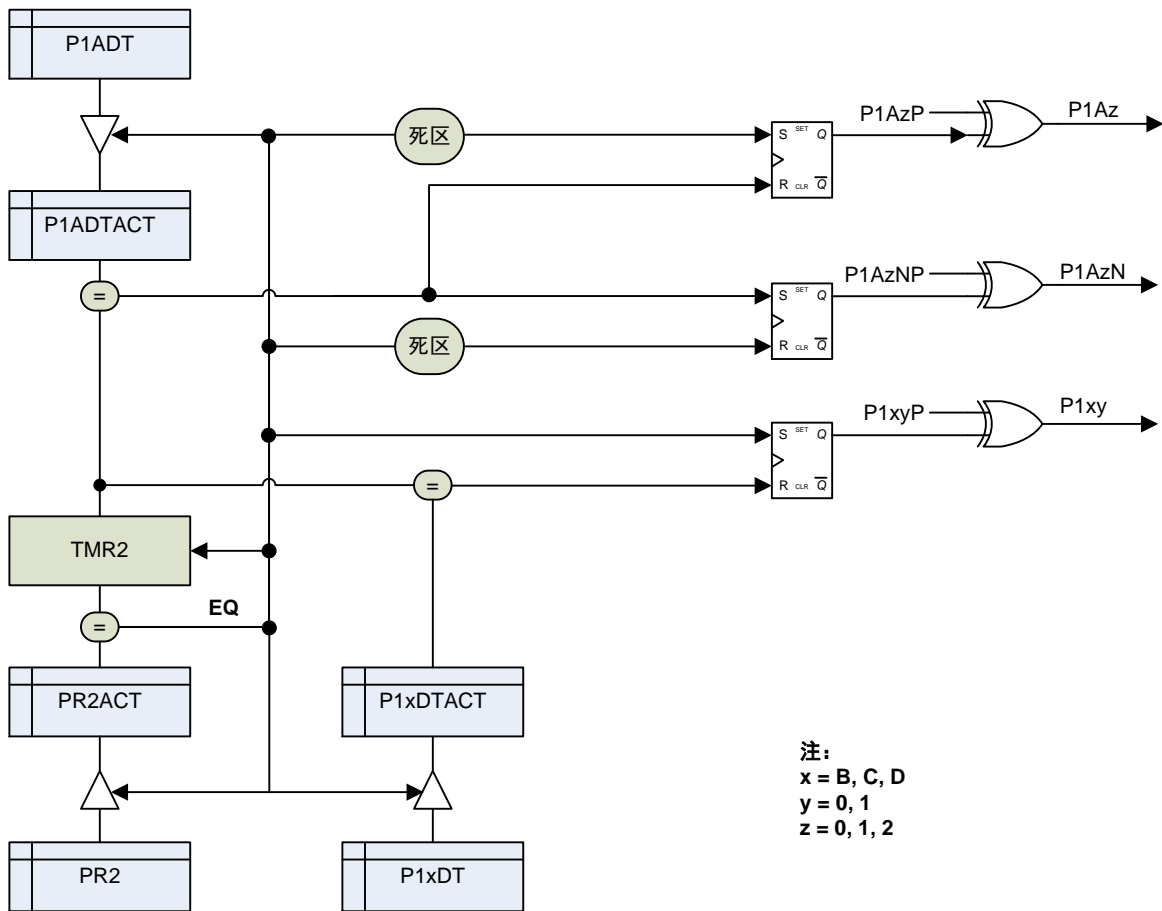 P1ADT
死区
S SET Q
R CLR Q
P1AzP
P1Az
P1ADTACT
=
P1AzNP
P1AzN
S SET Q
R CLR Q
死区
P1xyP
P1xy
S SET Q
R CLR Q
=
TMR2
EQ
=
PR2ACT
P1xDTACT
PR2
P1xDT
注：
x = B, C, D
y = 0, 1
z = 0, 1, 2